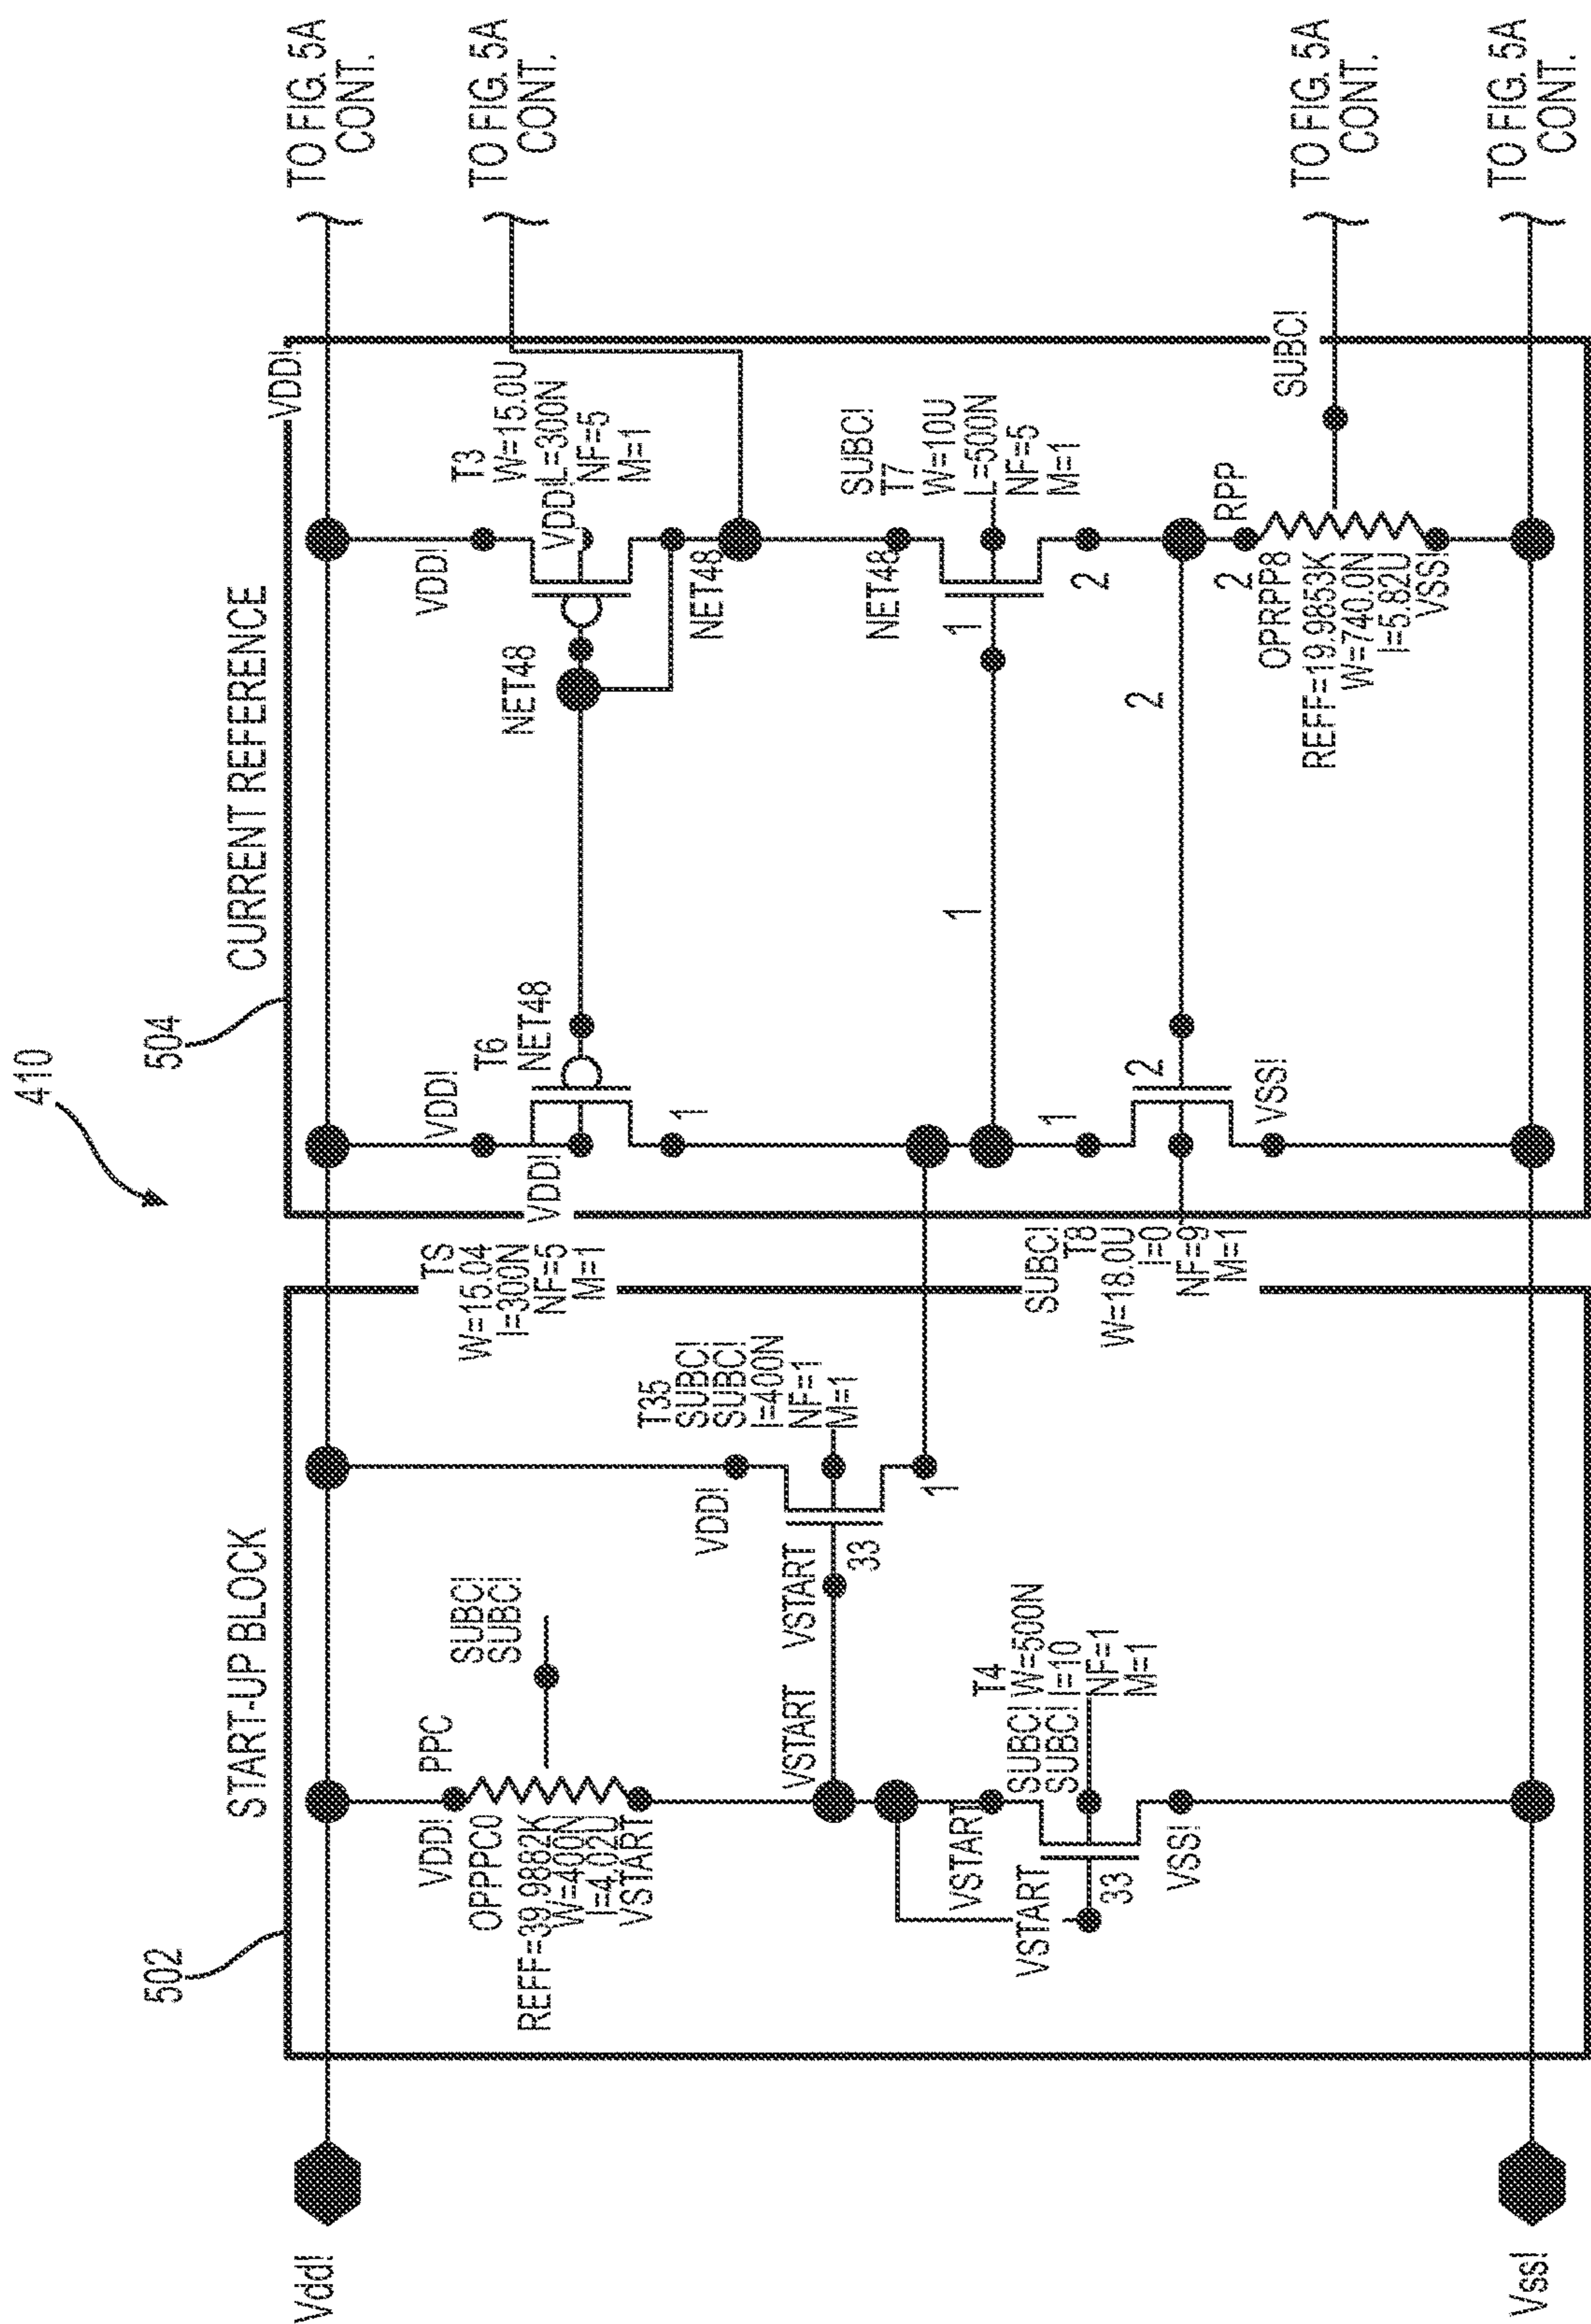 410
502
START-UP BLOCK
504
CURRENT REFERENCE
Vdd!
Vss!
VDD!
PPC
OPPPC0
REFF=39.9882K
W=400N
l=4.02U
VSTART
SUBC!
SUBC!
VSTART
VSTART
VDD!
33
1
T35
SUBC!
SUBC!
l=400N
NF=1
M=1
VSTART
VSTART
33
VSS!
T4
SUBC! W=500N
SUBC! l=10
NF=1
M=1
TS
W=15.04
l=300N
NF=5
M=1
VDD!
VDD!
T6
NET48
1
SUBC!
T8
W=18.0U
l=0
NF=9
M=1
1
2
VSS!
1
2
NET48
VDD!
VDD!
T3
W=15.0U
VDD! L=300N
NF=5
M=1
NET48
NET48
1
SUBC!
T7
W=10U
L=500N
NF=5
M=1
2
2
RPP
OPRPP8
REFF=19.9853K
W=740.0N
l=5.82U
VSS!
SUBC!
TO FIG. 5A
CONT.
TO FIG. 5A
CONT.
TO FIG. 5A
CONT.
TO FIG. 5A
CONT.